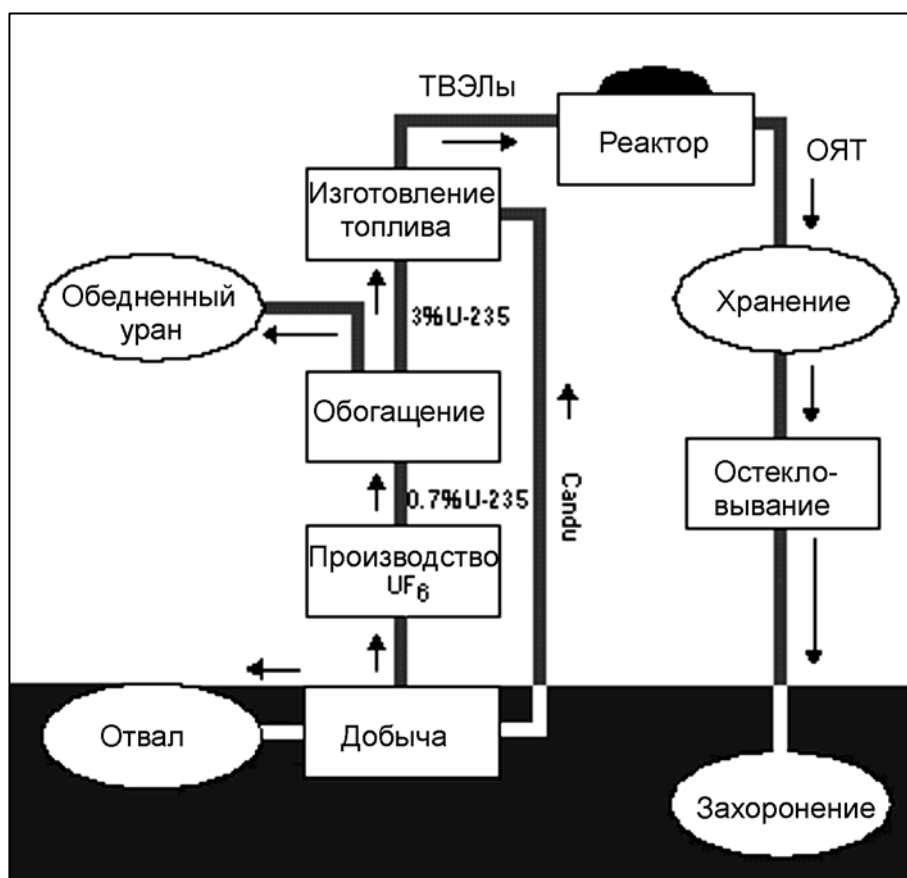 ТВЭЛы
Реактор
ОЯТ
Изготовление
топлива
Обедненный
уран
3% U-235
Хранение
Обогащение
Candu
Остекло-
вывание
0.7% U-235
Производство
UF6
Отвал
Добыча
Захоронение